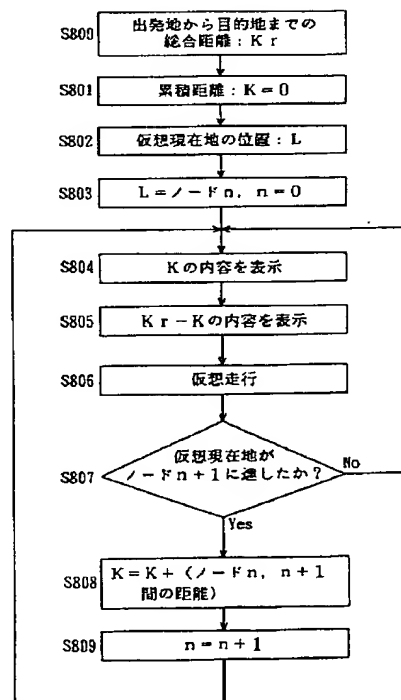 S800
出発地から目的地までの
総合距離：Kr
S801
累積距離：K＝0
S802
仮想現在地の位置：L
S803
L＝ノードn，n＝0
S804
Kの内容を表示
S805
Kr－Kの内容を表示
S806
仮想走行
S807
仮想現在地が
ノードn＋1に達したか？
No
Yes
S808
K＝K＋（ノードn，n＋1
間の距離）
S809
n＝n＋1